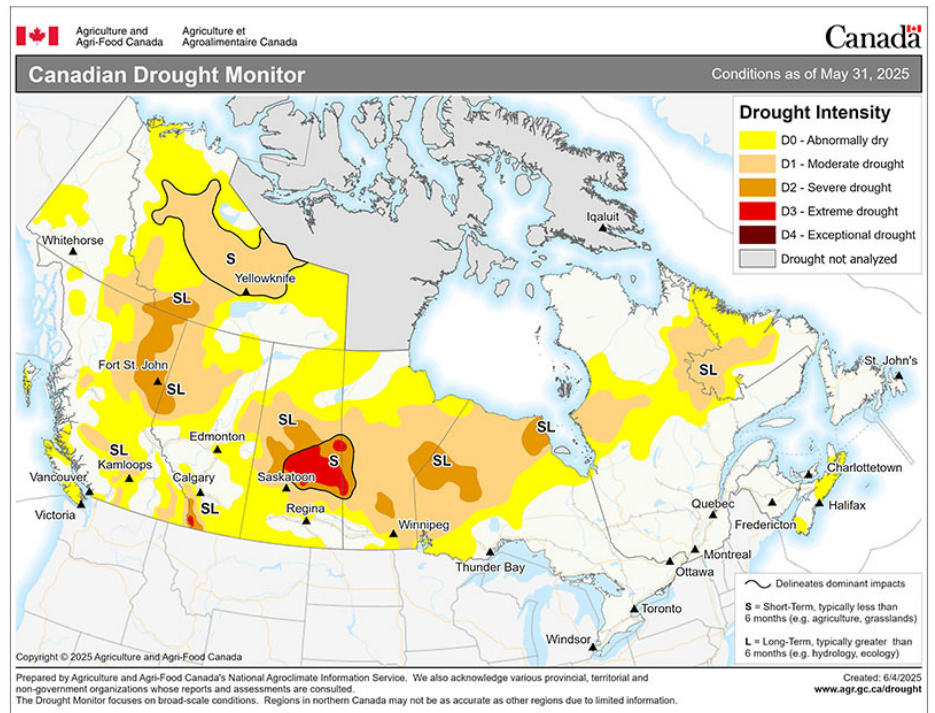 Agriculture and
Agri-Food Canada
Agriculture et
Agroalimentaire Canada
Canada
Canadian Drought Monitor
Conditions as of May 31, 2025
Drought Intensity
D0 - Abnormally dry
D1 - Moderate drought
D2 - Severe drought
D3 - Extreme drought
D4 - Exceptional drought
Drought not analyzed
Iqaluit
Whitehorse
S
Yellowknife
SL
Fort St. John
SL
SL
St. John's
SL
SL
Edmonton
SL
Kamloops
Calgary
Saskatoon
S
SL
Vancouver
Victoria
SL
Regina
Winnipeg
Thunder Bay
Charlottetown
Quebec
Halifax
Fredericton
Montreal
Ottawa
Toronto
Windsor
Delineates dominant impacts
S = Short-Term, typically less than
6 months (e.g. agriculture, grasslands)
L = Long-Term, typically greater than
6 months (e.g. hydrology, ecology)
Copyright © 2025 Agriculture and Agri-Food Canada
Prepared by Agriculture and Agri-Food Canada's National Agroclimate Information Service. We also acknowledge various provincial, territorial and
non-government organizations whose reports and assessments are consulted.
The Drought Monitor focuses on broad-scale conditions. Regions in northern Canada may not be as accurate as other regions due to limited information.
Created: 6/4/2025
www.agr.gc.ca/drought